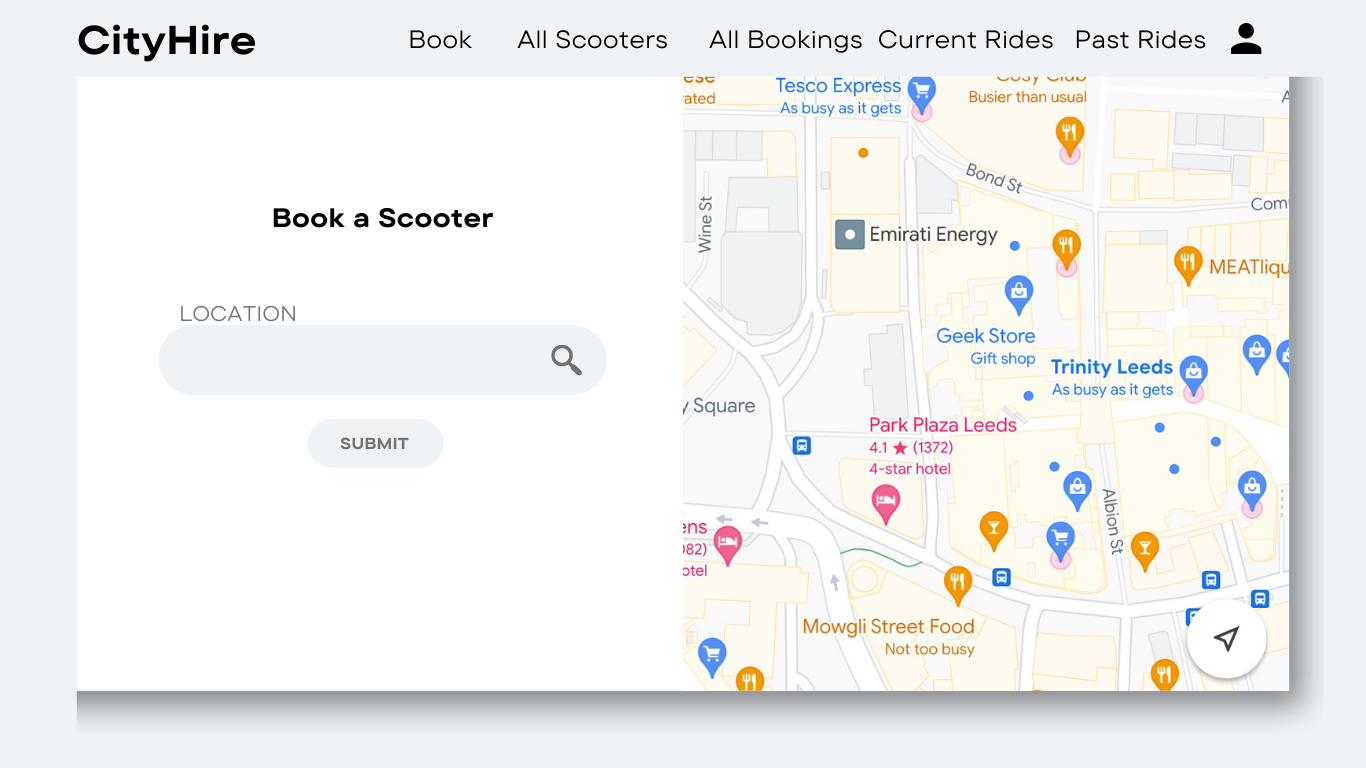 CityHire
Book
All Scooters
All Bookings
Current Rides
Past Rides
Book a Scooter
LOCATION
SUBMIT
ese
rated
Tesco Express
As busy as it gets
Cosy Club
Busier than usual
Bond St
Wine St
Com
Emirati Energy
MEATliqu
Geek Store
Gift shop
Trinity Leeds
As busy as it gets
y Square
Park Plaza Leeds
4.1 ★ (1372)
4-star hotel
Albion St
ens
082)
otel
Mowgli Street Food
Not too busy